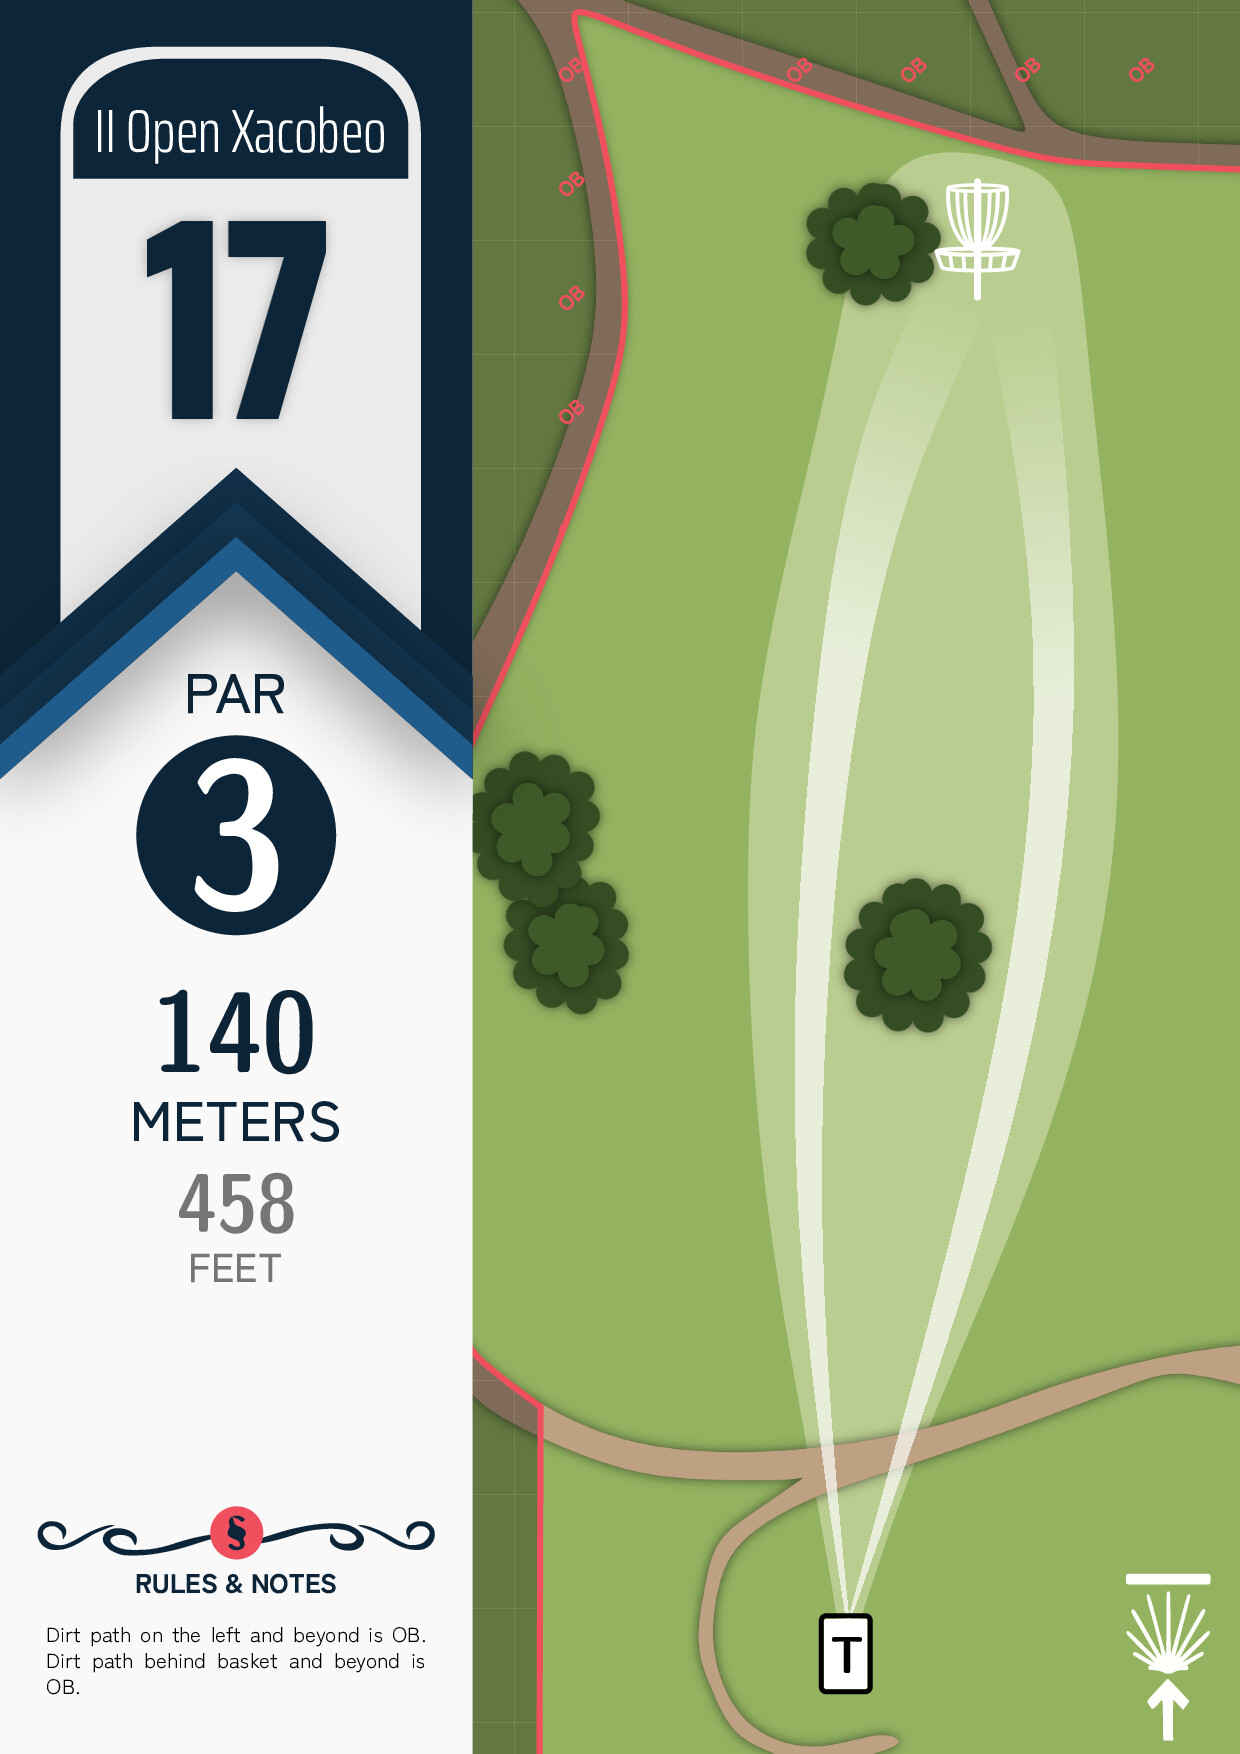 II Open Xacobeo
17
PAR
3
140
METERS
458
FEET
§
RULES & NOTES
Dirt path on the left and beyond is OB.
Dirt path behind basket and beyond is
OB.
OB
OB
OB
OB
OB
OB
OB
OB
T